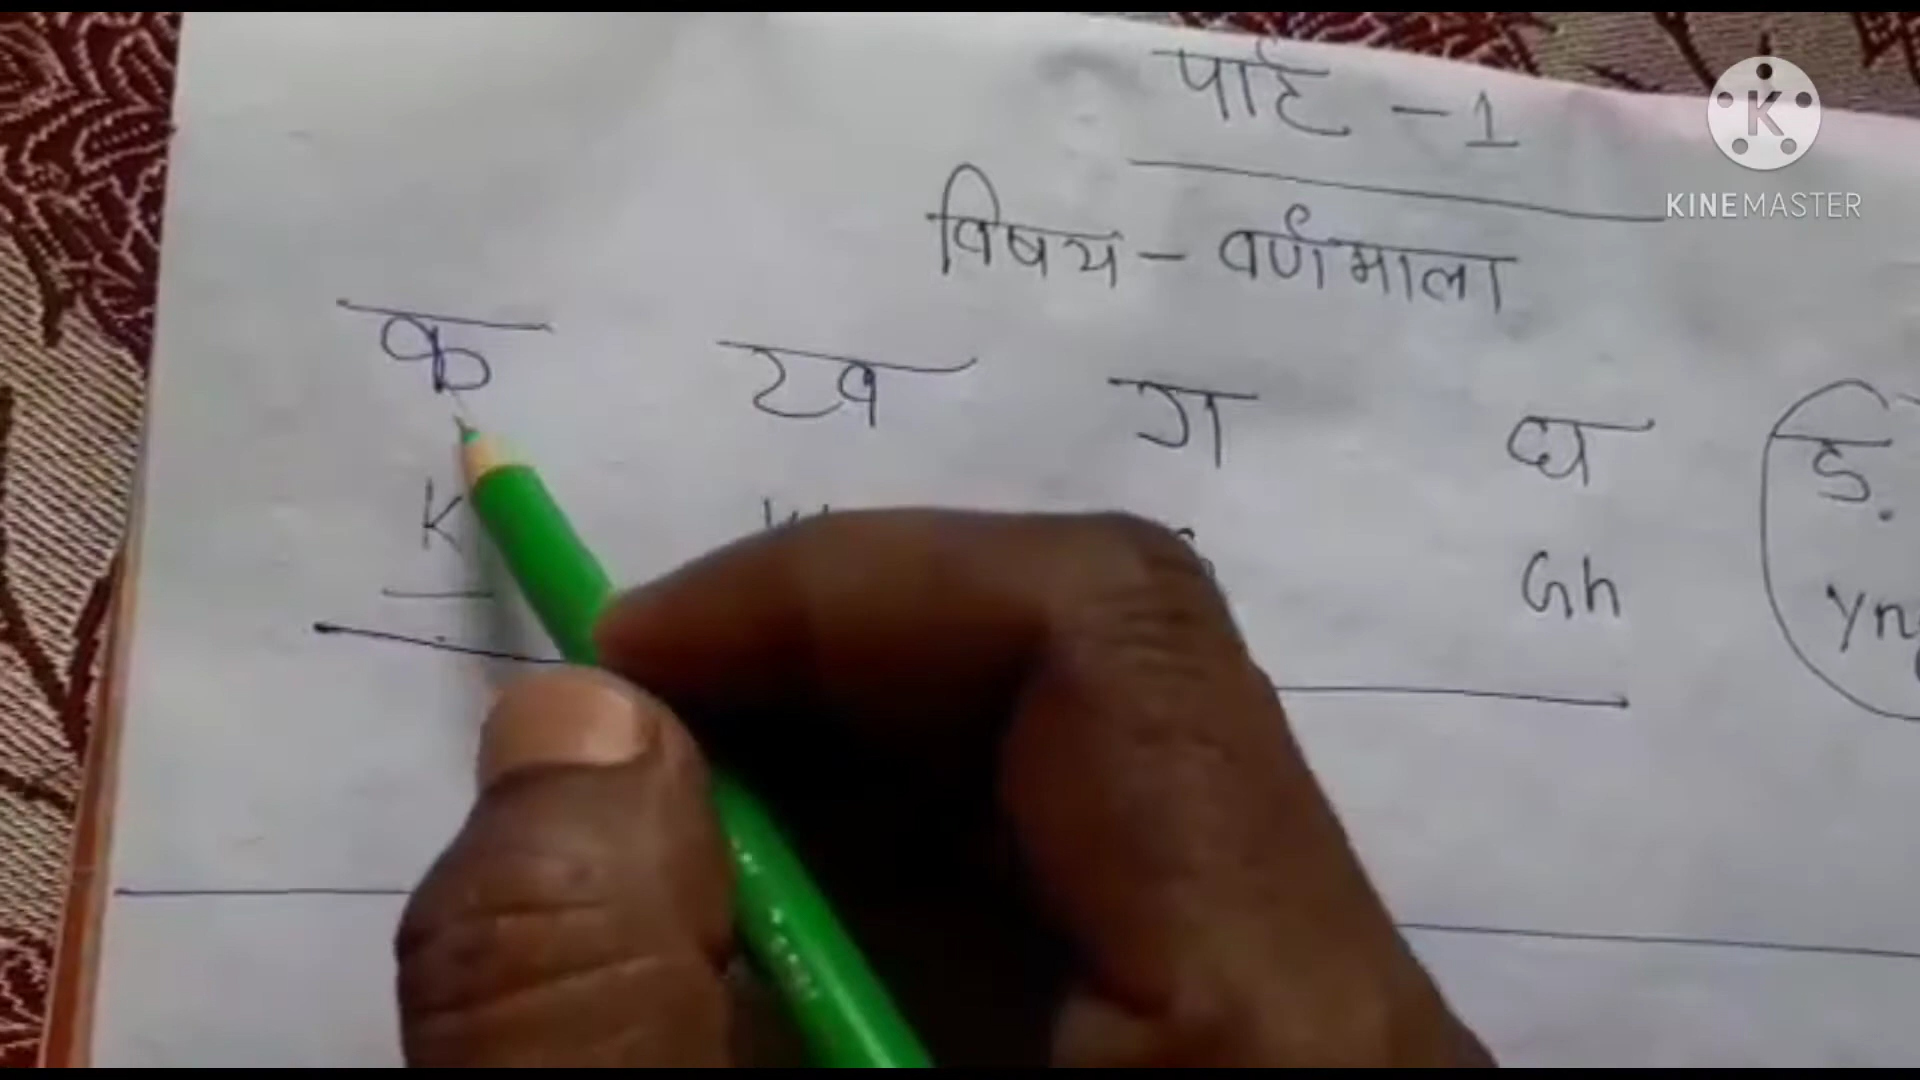 पार्ट - 1
विषय - वर्णमाला
क ख ग घ ङ
K Gh
KINEMASTER